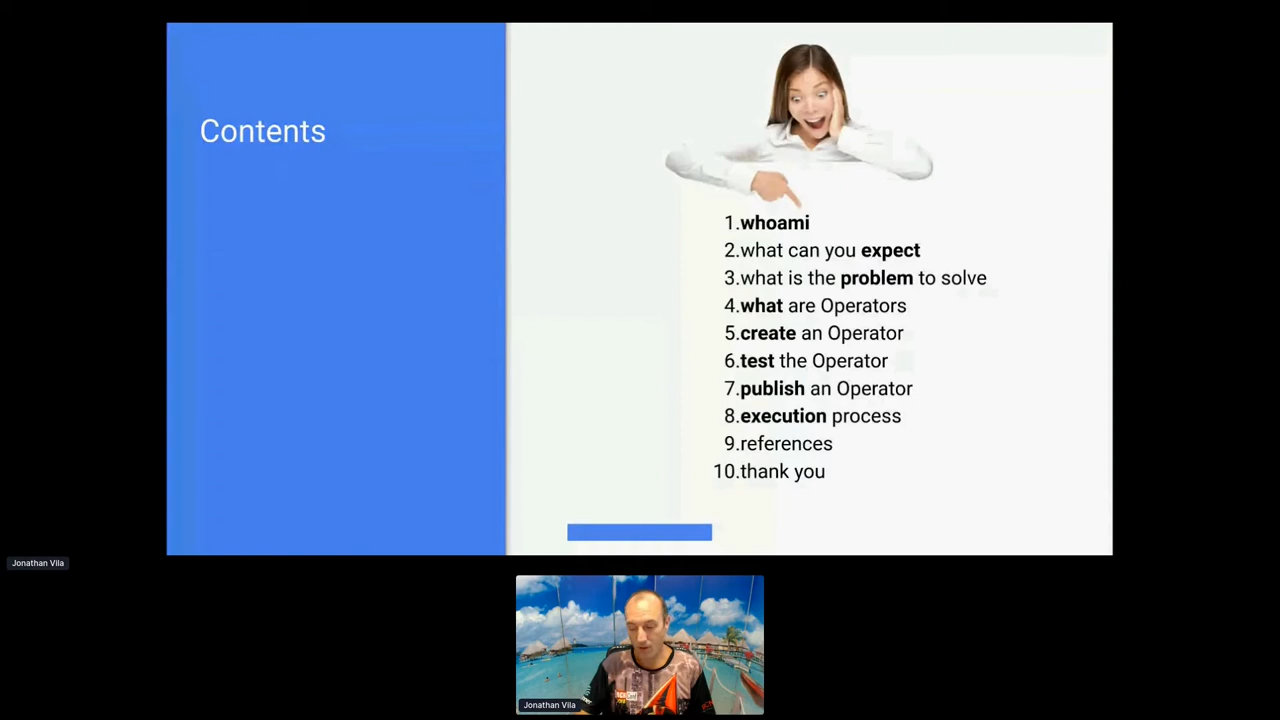 Contents
1.whoami
2.what can you expect
3.what is the problem to solve
4.what are Operators
5.create an Operator
6.test the Operator
7.publish an Operator
8.execution process
9.references
10.thank you
Jonathan Vila
Jonathan Vila